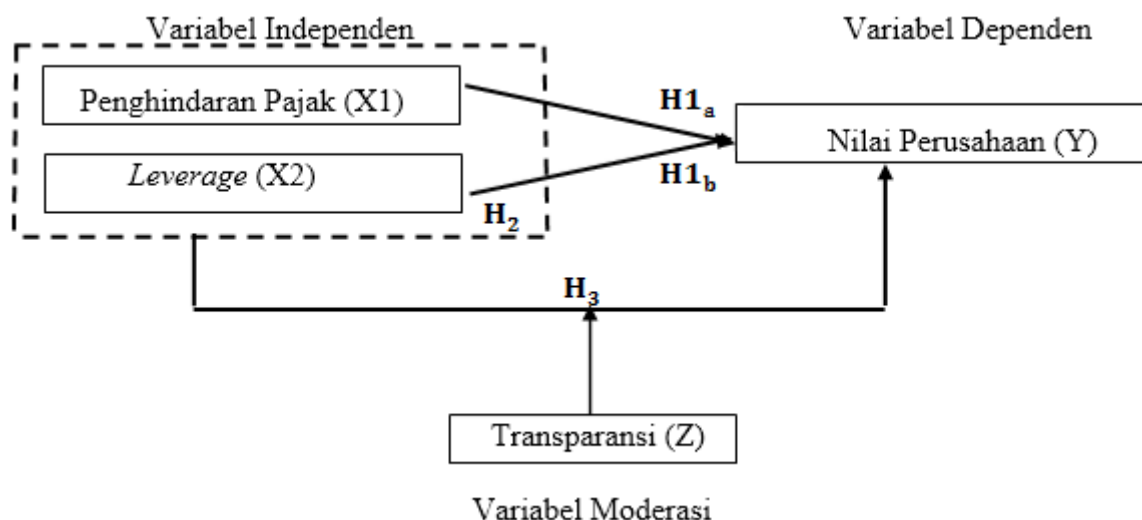 Variabel Independen
Variabel Dependen
Penghindaran Pajak (X1)
H1a
Nilai Perusahaan (Y)
Leverage (X2)
H1b
H2
H3
Transparansi (Z)
Variabel Moderasi